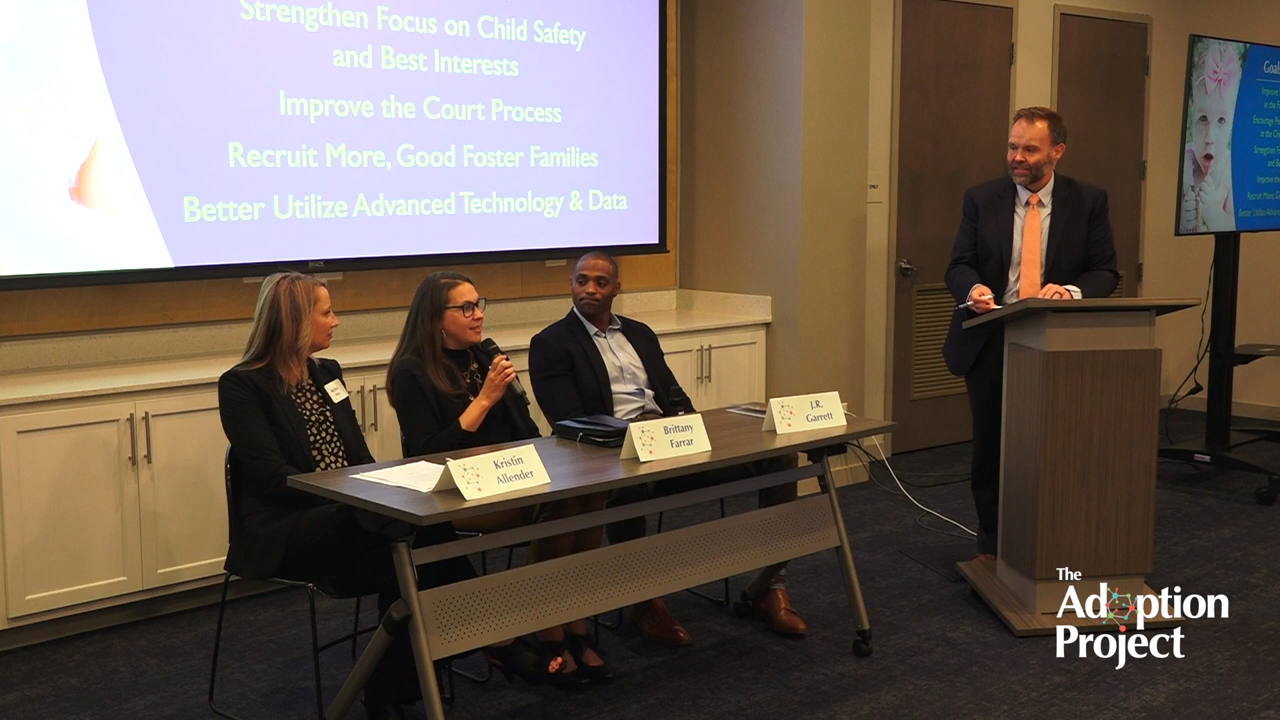 Strengthen Focus on Child Safety
and Best Interests
Improve the Court Process
Recruit More, Good Foster Families
Better Utilize Advanced Technology & Data
Kristin
Allender
Brittany
Farrar
J.R.
Garrett
The
Adoption
Project